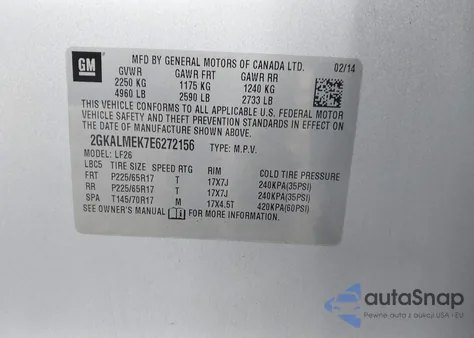 GM
MFD BY GENERAL MOTORS OF CANADA LTD. 02/14
GVWR GAWR FRT GAWR RR
2250 KG 1175 KG 1240 KG
4960 LB 2590 LB 2733 LB
THIS VEHICLE CONFORMS TO ALL APPLICABLE U.S. FEDERAL MOTOR
VEHICLE SAFETY AND THEFT PREVENTION STANDARDS IN EFFECT ON
THE DATE OF MANUFACTURE SHOWN ABOVE.
2GKALMEK7E6272156 TYPE: M.P.V.
MODEL: LF26
LBC5 TIRE SIZE SPEED RTG RIM COLD TIRE PRESSURE
FRT P225/65R17 T 17X7J 240KPA(35PSI)
RR P225/65R17 T 17X7J 240KPA(35PSI)
SPA T145/70R17 M 17X4.5T 420KPA(60PSI)
SEE OWNER'S MANUAL FOR MORE INFORMATION.
autoSnap
Pewne auto z USA - EU